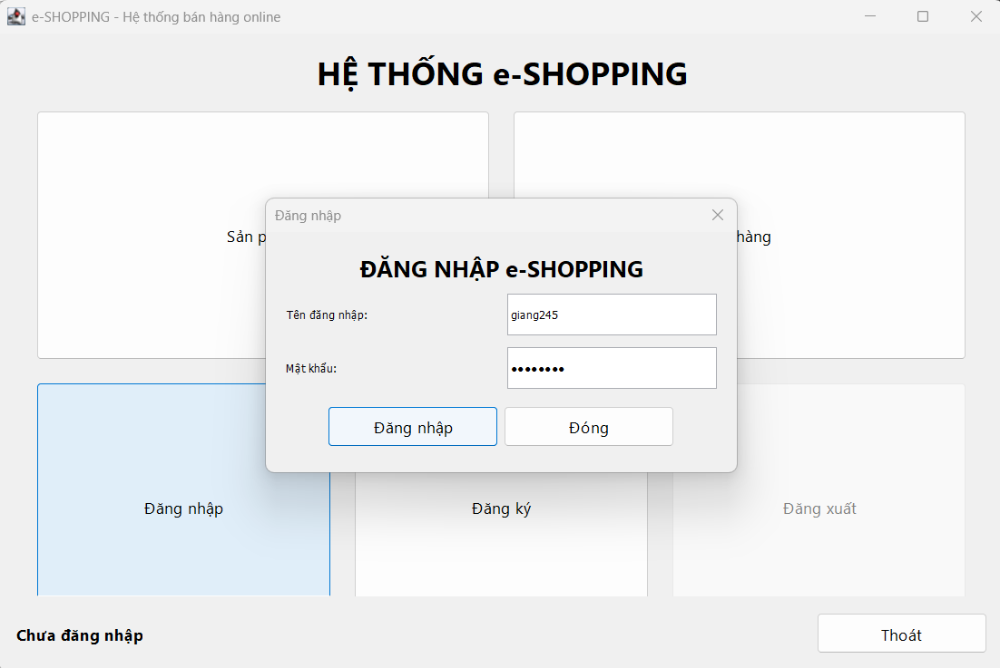 e-SHOPPING - Hệ thống bán hàng online
HỆ THỐNG e-SHOPPING
Sản p
hàng
Đăng nhập
ĐĂNG NHẬP e-SHOPPING
Tên đăng nhập:
giang245
Mật khẩu:
••••••••
Đăng nhập
Đóng
Đăng nhập
Đăng ký
Đăng xuất
Chưa đăng nhập
Thoát